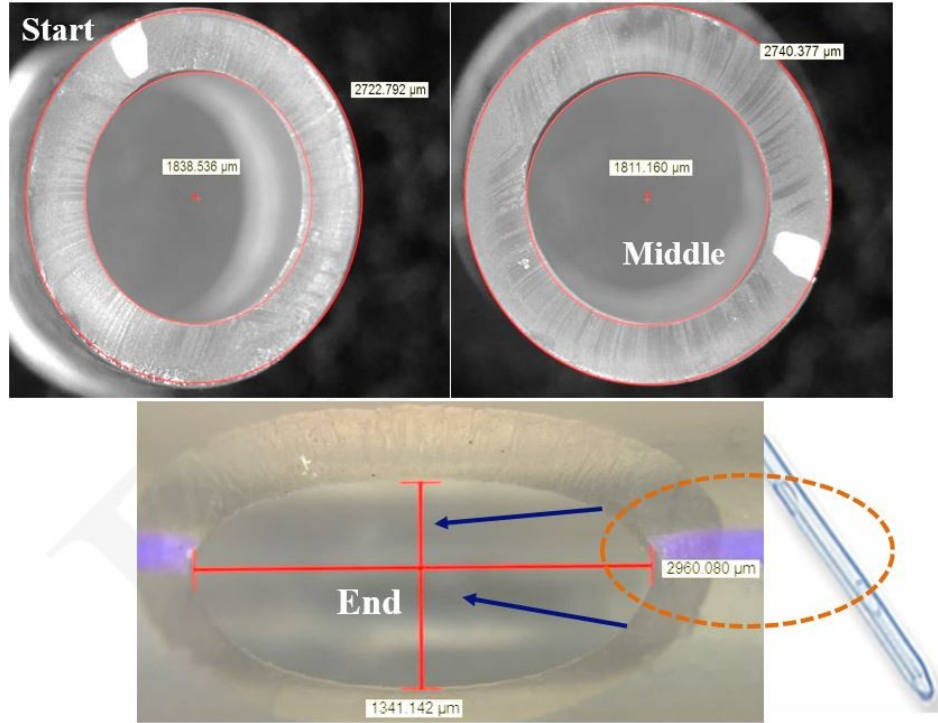 Start
2722.792 µm
1838.536 µm
2740.377 µm
1811.160 µm
Middle
2960.080 µm
End
1341.142 µm